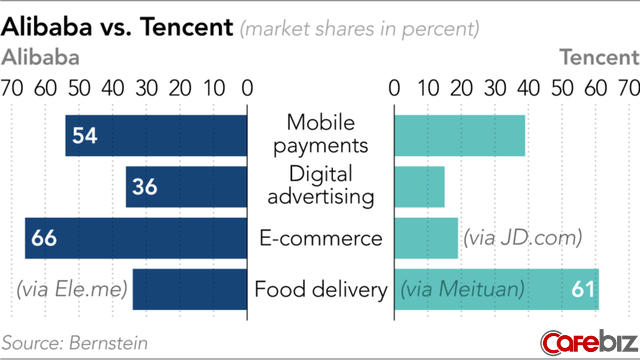 Alibaba vs. Tencent (market shares in percent)
Alibaba Tencent
70 60 50 40 30 20 10 0 0 10 20 30 40 50 60 70
54 Mobile
payments
36 Digital
advertising
66 E-commerce (via JD.com)
(via Ele.me) Food delivery (via Meituan) 61
Source: Bernstein
Carebiz